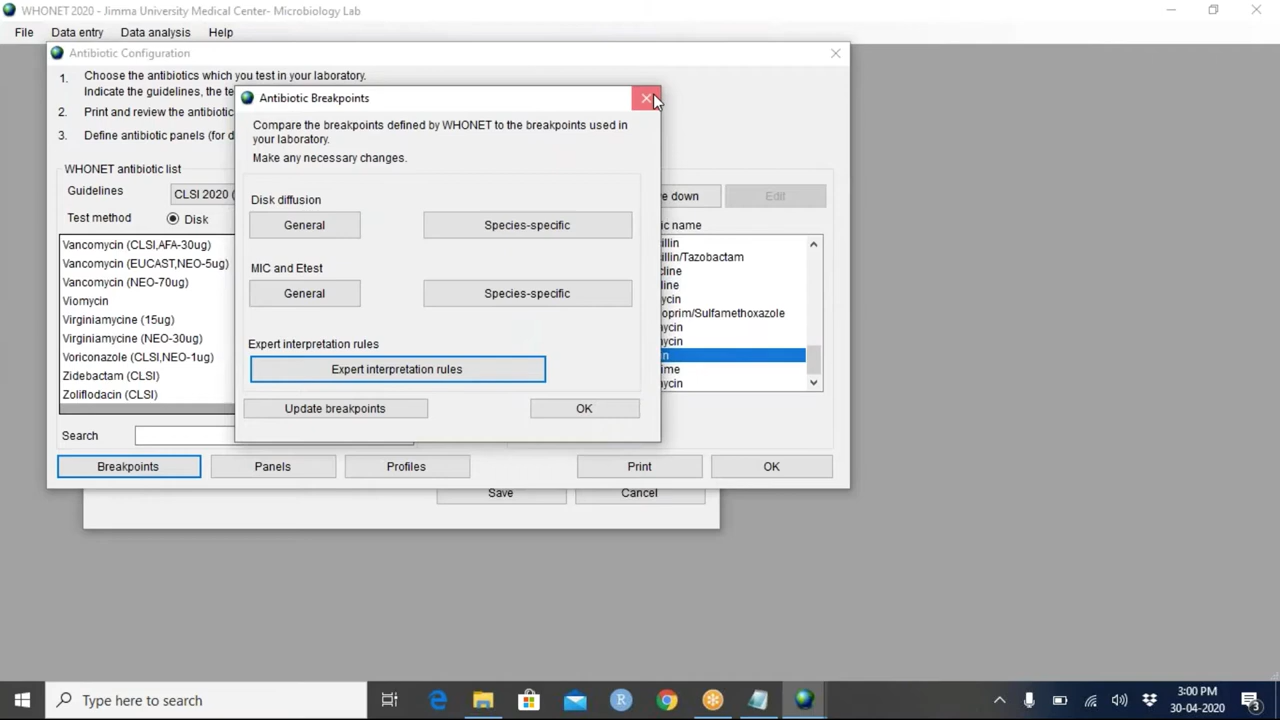 WHONET 2020 - Jimma University Medical Center- Microbiology Lab
File Data entry Data analysis Help
Antibiotic Configuration
1. Choose the antibiotics which you test in your laboratory.
Indicate the guidelines, the te
2. Print and review the antibiotic
3. Define antibiotic panels (for d
WHONET antibiotic list
Guidelines CLSI 2020 (
Test method Disk
Vancomycin (CLSI,AFA-30ug)
Vancomycin (EUCAST,NEO-5ug)
Vancomycin (NEO-70ug)
Viomycin
Virginiamycine (15ug)
Virginiamycine (NEO-30ug)
Voriconazole (CLSI,NEO-1ug)
Zidebactam (CLSI)
Zoliflodacin (CLSI)
Search
Breakpoints Panels Profiles Print OK
Antibiotic Breakpoints
Compare the breakpoints defined by WHONET to the breakpoints used in
your laboratory.
Make any necessary changes.
Disk diffusion
General Species-specific
MIC and Etest
General Species-specific
Expert interpretation rules
Expert interpretation rules
Update breakpoints OK
e down Edit
ic name
illin
illin/Tazobactam
cline
line
ycin
oprim/Sulfamethoxazole
ycin
ycin
in
ime
mycin
Save Cancel
Type here to search
3:00 PM
30-04-2020
3